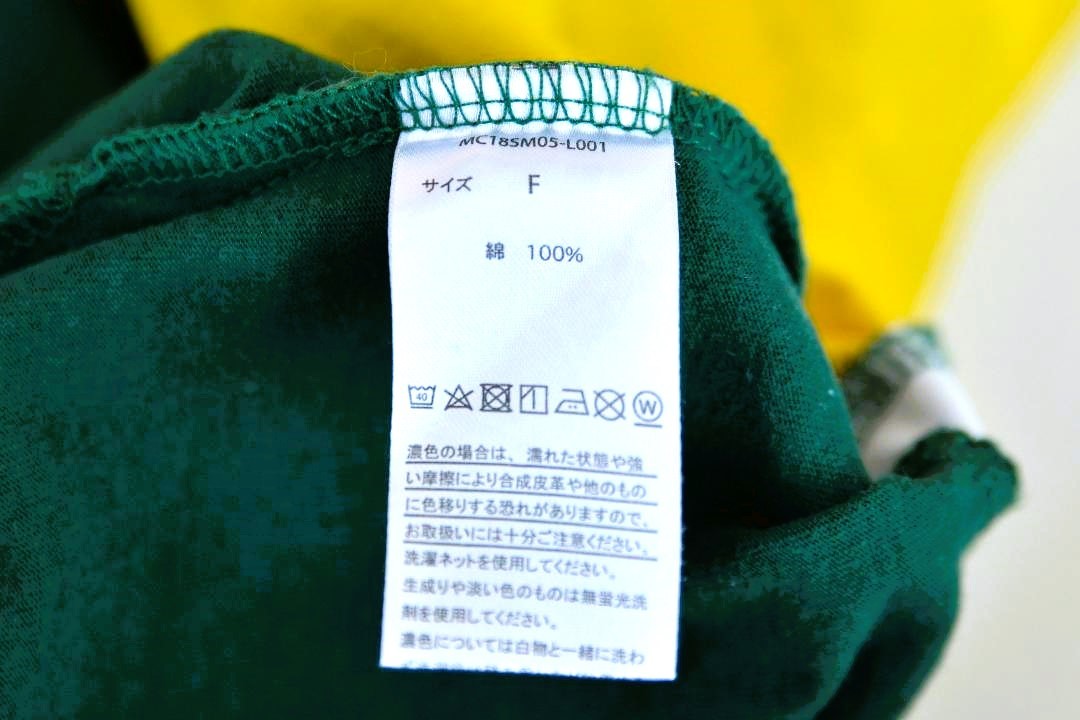 MC18SM05-L001
サイズ F
綿 100%
40 W
濃色の場合は、濡れた状態や強
い摩擦により合成皮革や他のもの
に色移りする恐れがありますので、
お取扱いには十分ご注意ください。
洗濯ネットを使用してください。
生成りや淡い色のものは無蛍光洗
剤を使用してください。
濃色については白物と一緒に洗わ